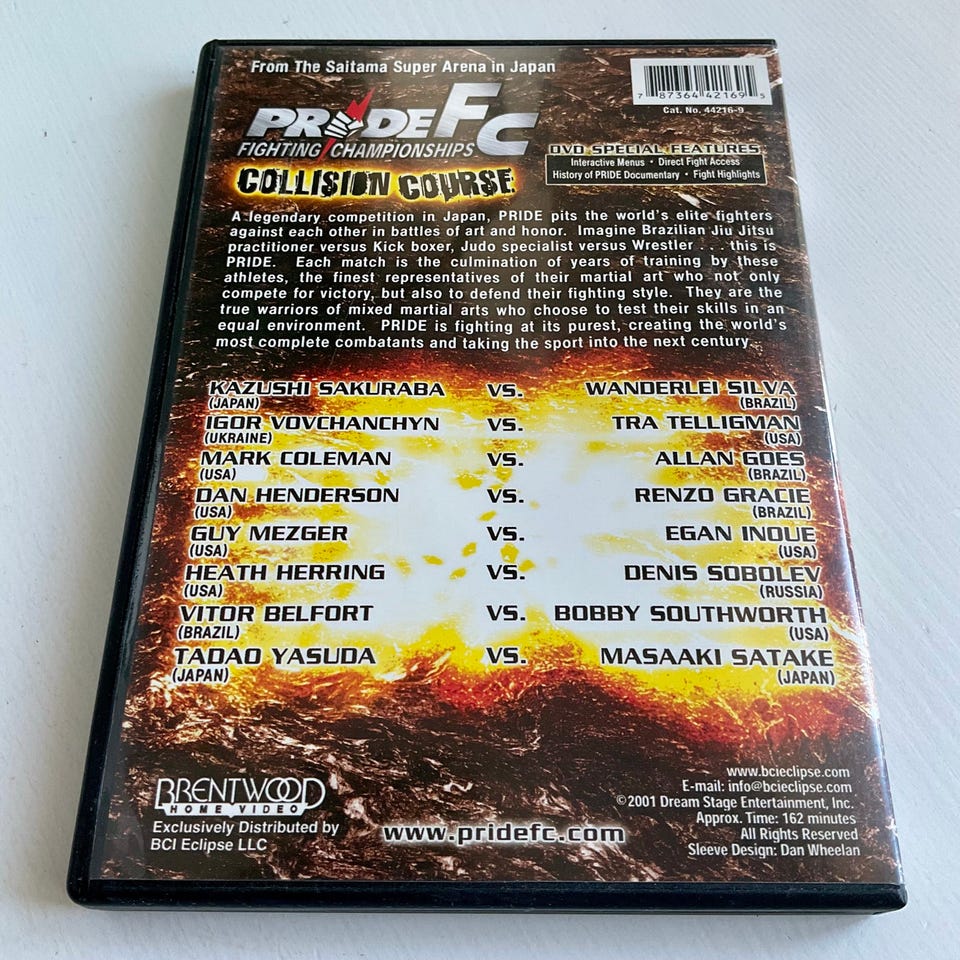 From The Saitama Super Arena in Japan
7 87364 42169 5
Cat. No. 44216-9
PRIDE FC
FIGHTING CHAMPIONSHIPS
COLLISION COURSE
DVD SPECIAL FEATURES
Interactive Menus • Direct Fight Access
History of PRIDE Documentary • Fight Highlights
A legendary competition in Japan, PRIDE pits the world's elite fighters
against each other in battles of art and honor. Imagine Brazilian Jiu Jitsu
practitioner versus Kick boxer, Judo specialist versus Wrestler . . . this is
PRIDE. Each match is the culmination of years of training by these
athletes, the finest representatives of their martial art who not only
compete for victory, but also to defend their fighting style. They are the
true warriors of mixed martial arts who choose to test their skills in an
equal environment. PRIDE is fighting at its purest, creating the world's
most complete combatants and taking the sport into the next century.
KAZUSHI SAKURABA VS. WANDERLEI SILVA
(JAPAN) (BRAZIL)
IGOR VOVCHANCHYN VS. TRA TELLIGMAN
(UKRAINE) (USA)
MARK COLEMAN VS. ALLAN GOES
(USA) (BRAZIL)
DAN HENDERSON VS. RENZO GRACIE
(USA) (BRAZIL)
GUY MEZGER VS. EGAN INOUE
(USA) (USA)
HEATH HERRING VS. DENIS SOBOLEV
(USA) (RUSSIA)
VITOR BELFORT VS. BOBBY SOUTHWORTH
(BRAZIL) (USA)
TADAO YASUDA VS. MASAAKI SATAKE
(JAPAN) (JAPAN)
BRENTWOOD
HOME VIDEO
Exclusively Distributed by
BCI Eclipse LLC
www.pridefc.com
www.bcieclipse.com
E-mail: info@bcieclipse.com
©2001 Dream Stage Entertainment, Inc.
Approx. Time: 162 minutes
All Rights Reserved
Sleeve Design: Dan Wheelan